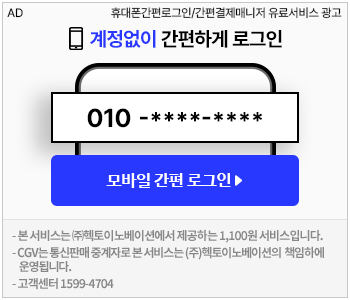 AD
휴대폰간편로그인/간편결제매니저 유료서비스 광고
계정없이 간편하게 로그인
010 -****-****
모바일 간편 로그인
- 본 서비스는 ㈜헥토이노베이션에서 제공하는 1,100원 서비스입니다.
- CGV는 통신판매 중계자로 본 서비스는 (주)헥토이노베이션의 책임하에
운영됩니다.
- 고객센터 1599-4704